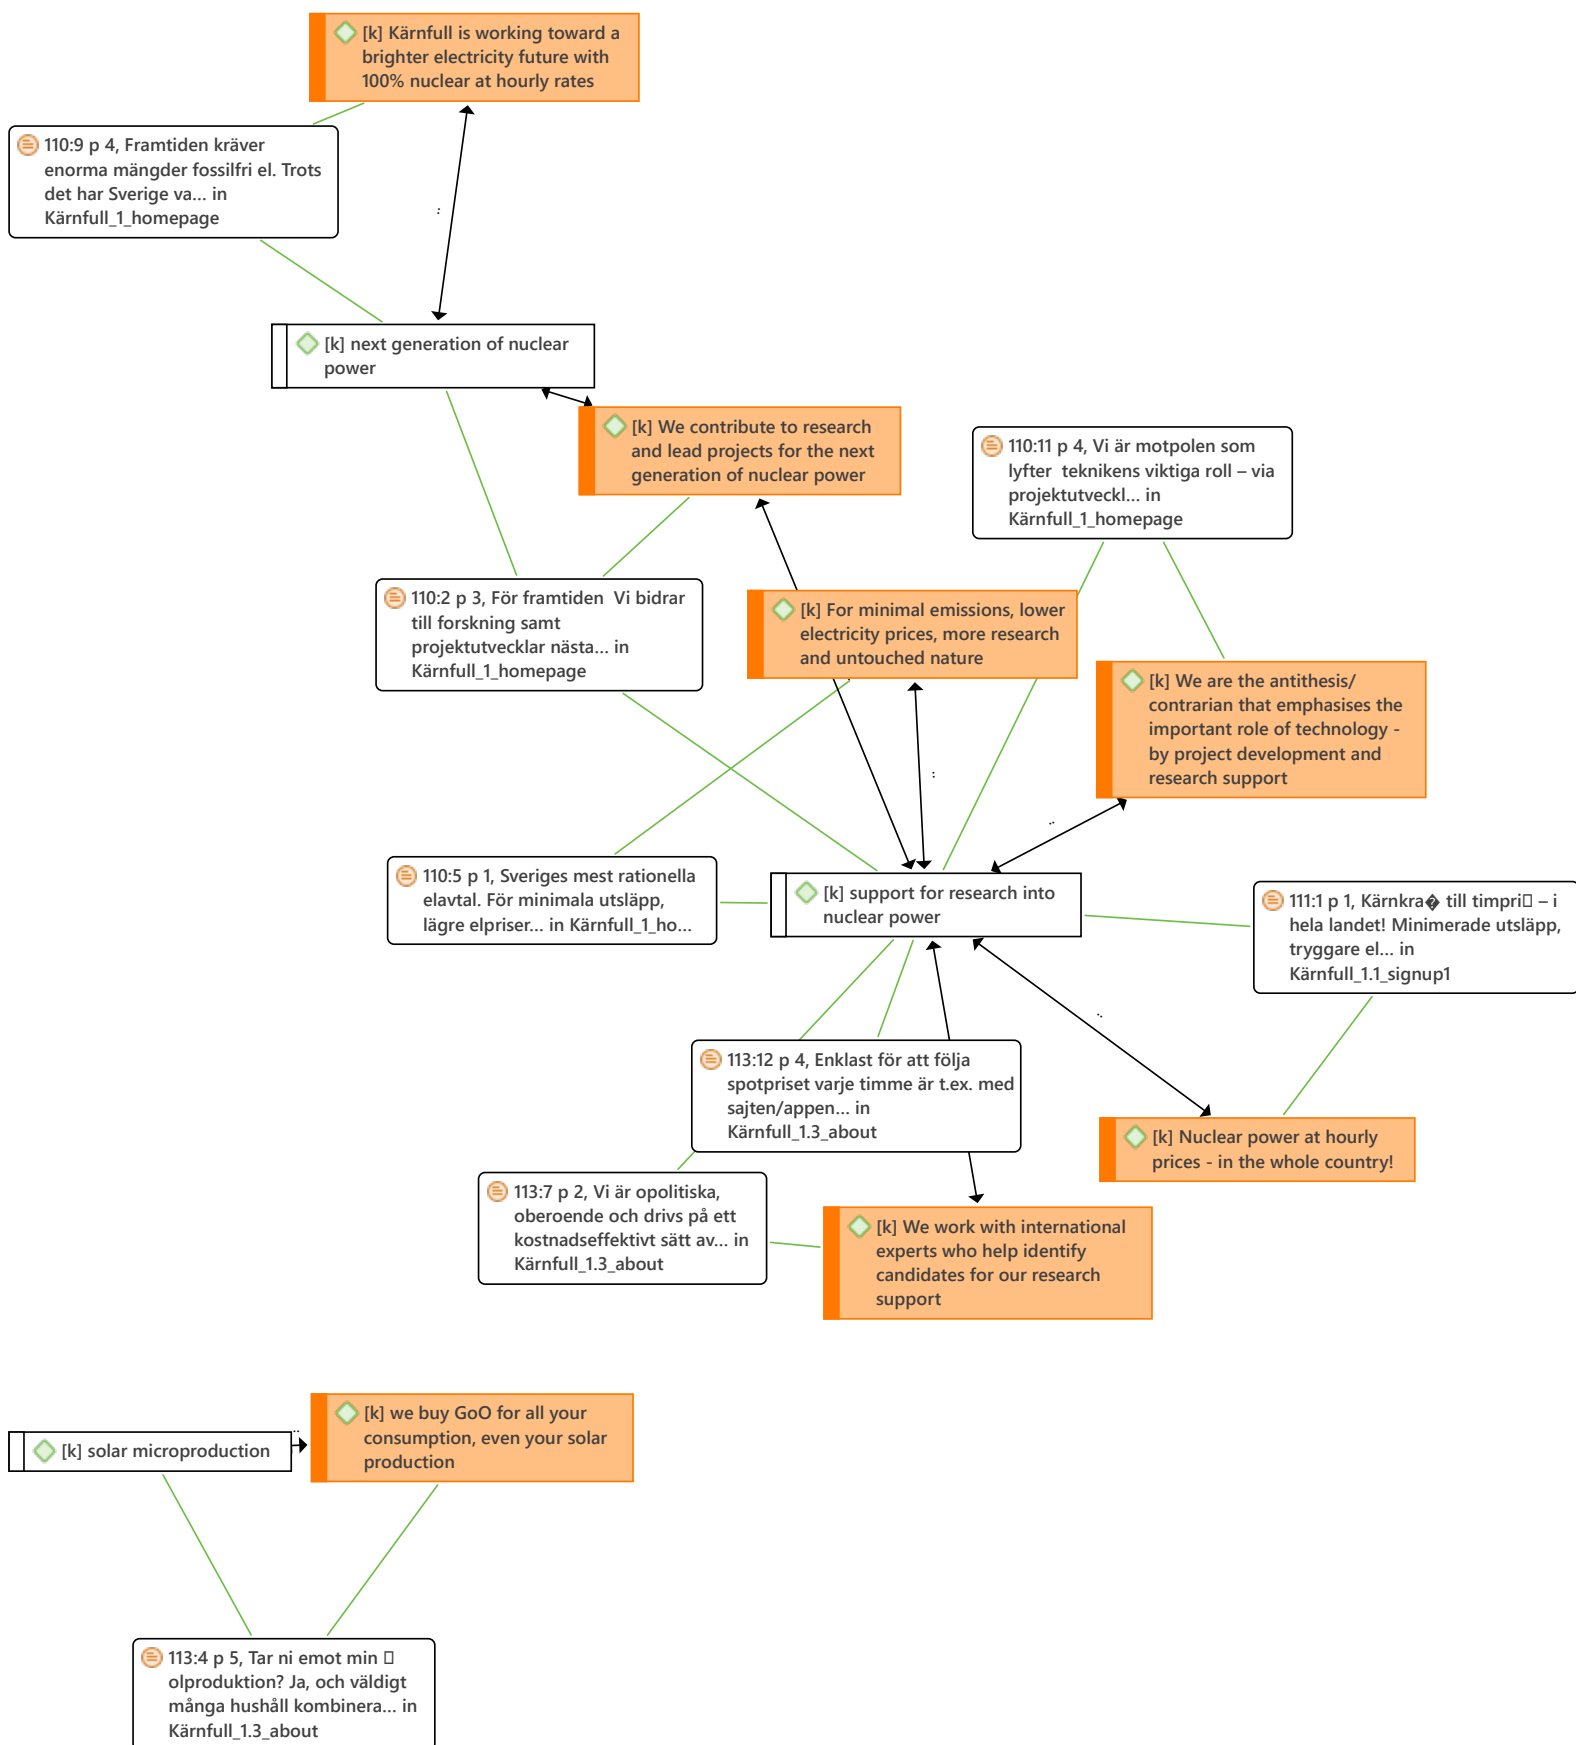 [k] Kärnfull is working toward a
brighter electricity future with
100% nuclear at hourly rates
110:9 p 4, Framtiden kräver
enorma mängder fossilfri el. Trots
det har Sverige va... in
Kärnfull_1_homepage
[k] next generation of nuclear
power
[k] We contribute to research
and lead projects for the next
generation of nuclear power
110:11 p 4, Vi är motpolen som
lyfter teknikens viktiga roll – via
projektutveckl... in
Kärnfull_1_homepage
110:2 p 3, För framtiden Vi bidrar
till forskning samt
projektutvecklar nästa... in
Kärnfull_1_homepage
[k] For minimal emissions, lower
electricity prices, more research
and untouched nature
[k] We are the antithesis/
contrarian that emphasises the
important role of technology -
by project development and
research support
110:5 p 1, Sveriges mest rationella
elavtal. För minimala utsläpp,
lägre elpriser... in Kärnfull_1_ho...
[k] support for research into
nuclear power
111:1 p 1, Kärnkra� till timpri▯ – i
hela landet! Minimerade utsläpp,
tryggare el... in
Kärnfull_1.1_signup1
113:12 p 4, Enklast för att följa
spotpriset varje timme är t.ex. med
sajten/appen... in
Kärnfull_1.3_about
[k] Nuclear power at hourly
prices - in the whole country!
113:7 p 2, Vi är opolitiska,
oberoende och drivs på ett
kostnadseffektivt sätt av... in
Kärnfull_1.3_about
[k] We work with international
experts who help identify
candidates for our research
support
[k] we buy GoO for all your
consumption, even your solar
production
[k] solar microproduction
113:4 p 5, Tar ni emot min ▯
olproduktion? Ja, och väldigt
många hushåll kombinera... in
Kärnfull_1.3_about